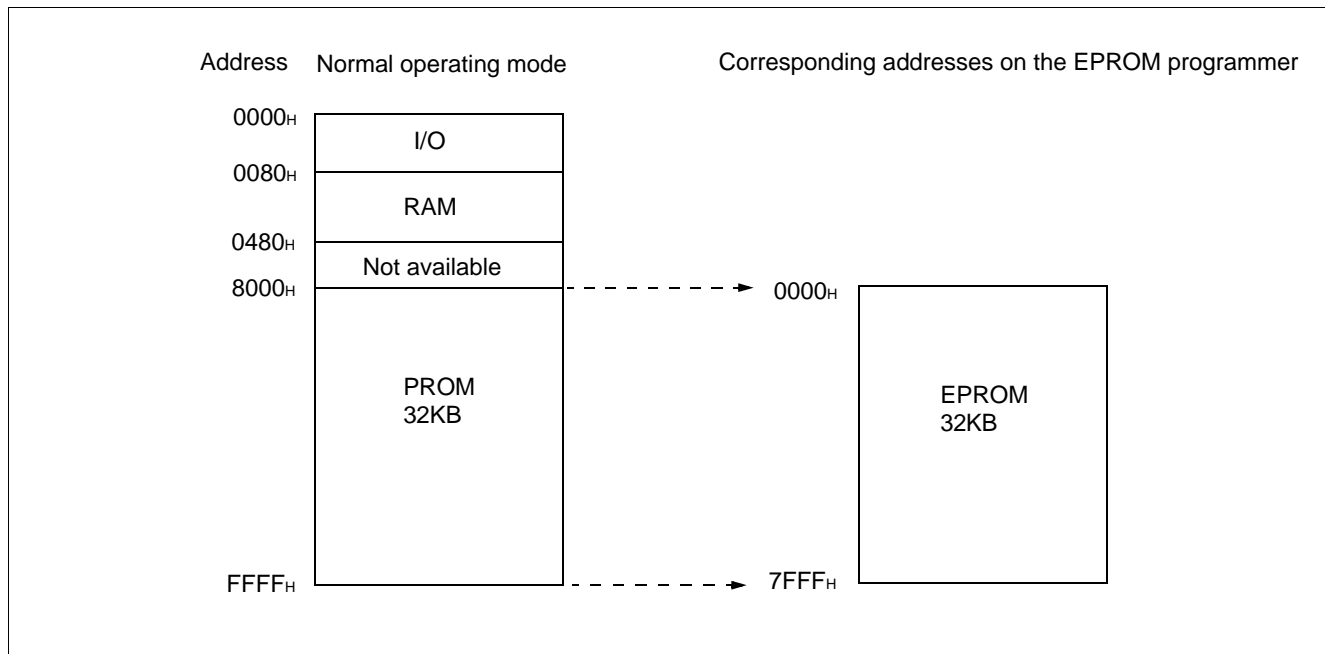 Address Normal operating mode Corresponding addresses on the EPROM programmer
0000H
I/O
0080H
RAM
0480H
Not available
8000H 0000H
PROM
32KB
EPROM
32KB
FFFFH 7FFFH